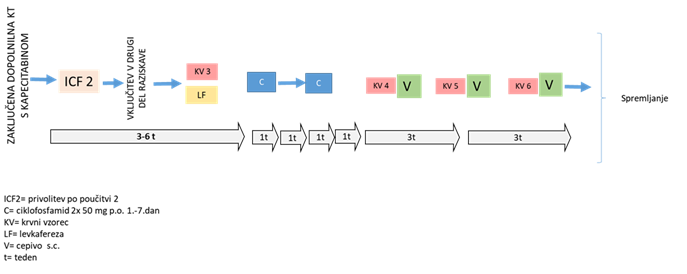 ZAKLJUČENA DOPOLNILNA KT
S KAPECITABINOM
ICF 2
VKLJUČITEV V DRUGI
DEL RAZISKAVE
KV 3
LF
C
C
KV 4
V
KV 5
V
KV 6
V
Spremljanje
3-6 t
1t
1t
1t
1t
3t
3t
ICF2= privolitev po poučitvi 2
C= ciklofosfamid 2x 50 mg p.o. 1.-7.dan
KV= krvni vzorec
LF= levkafereza
V= cepivo s.c.
t= teden